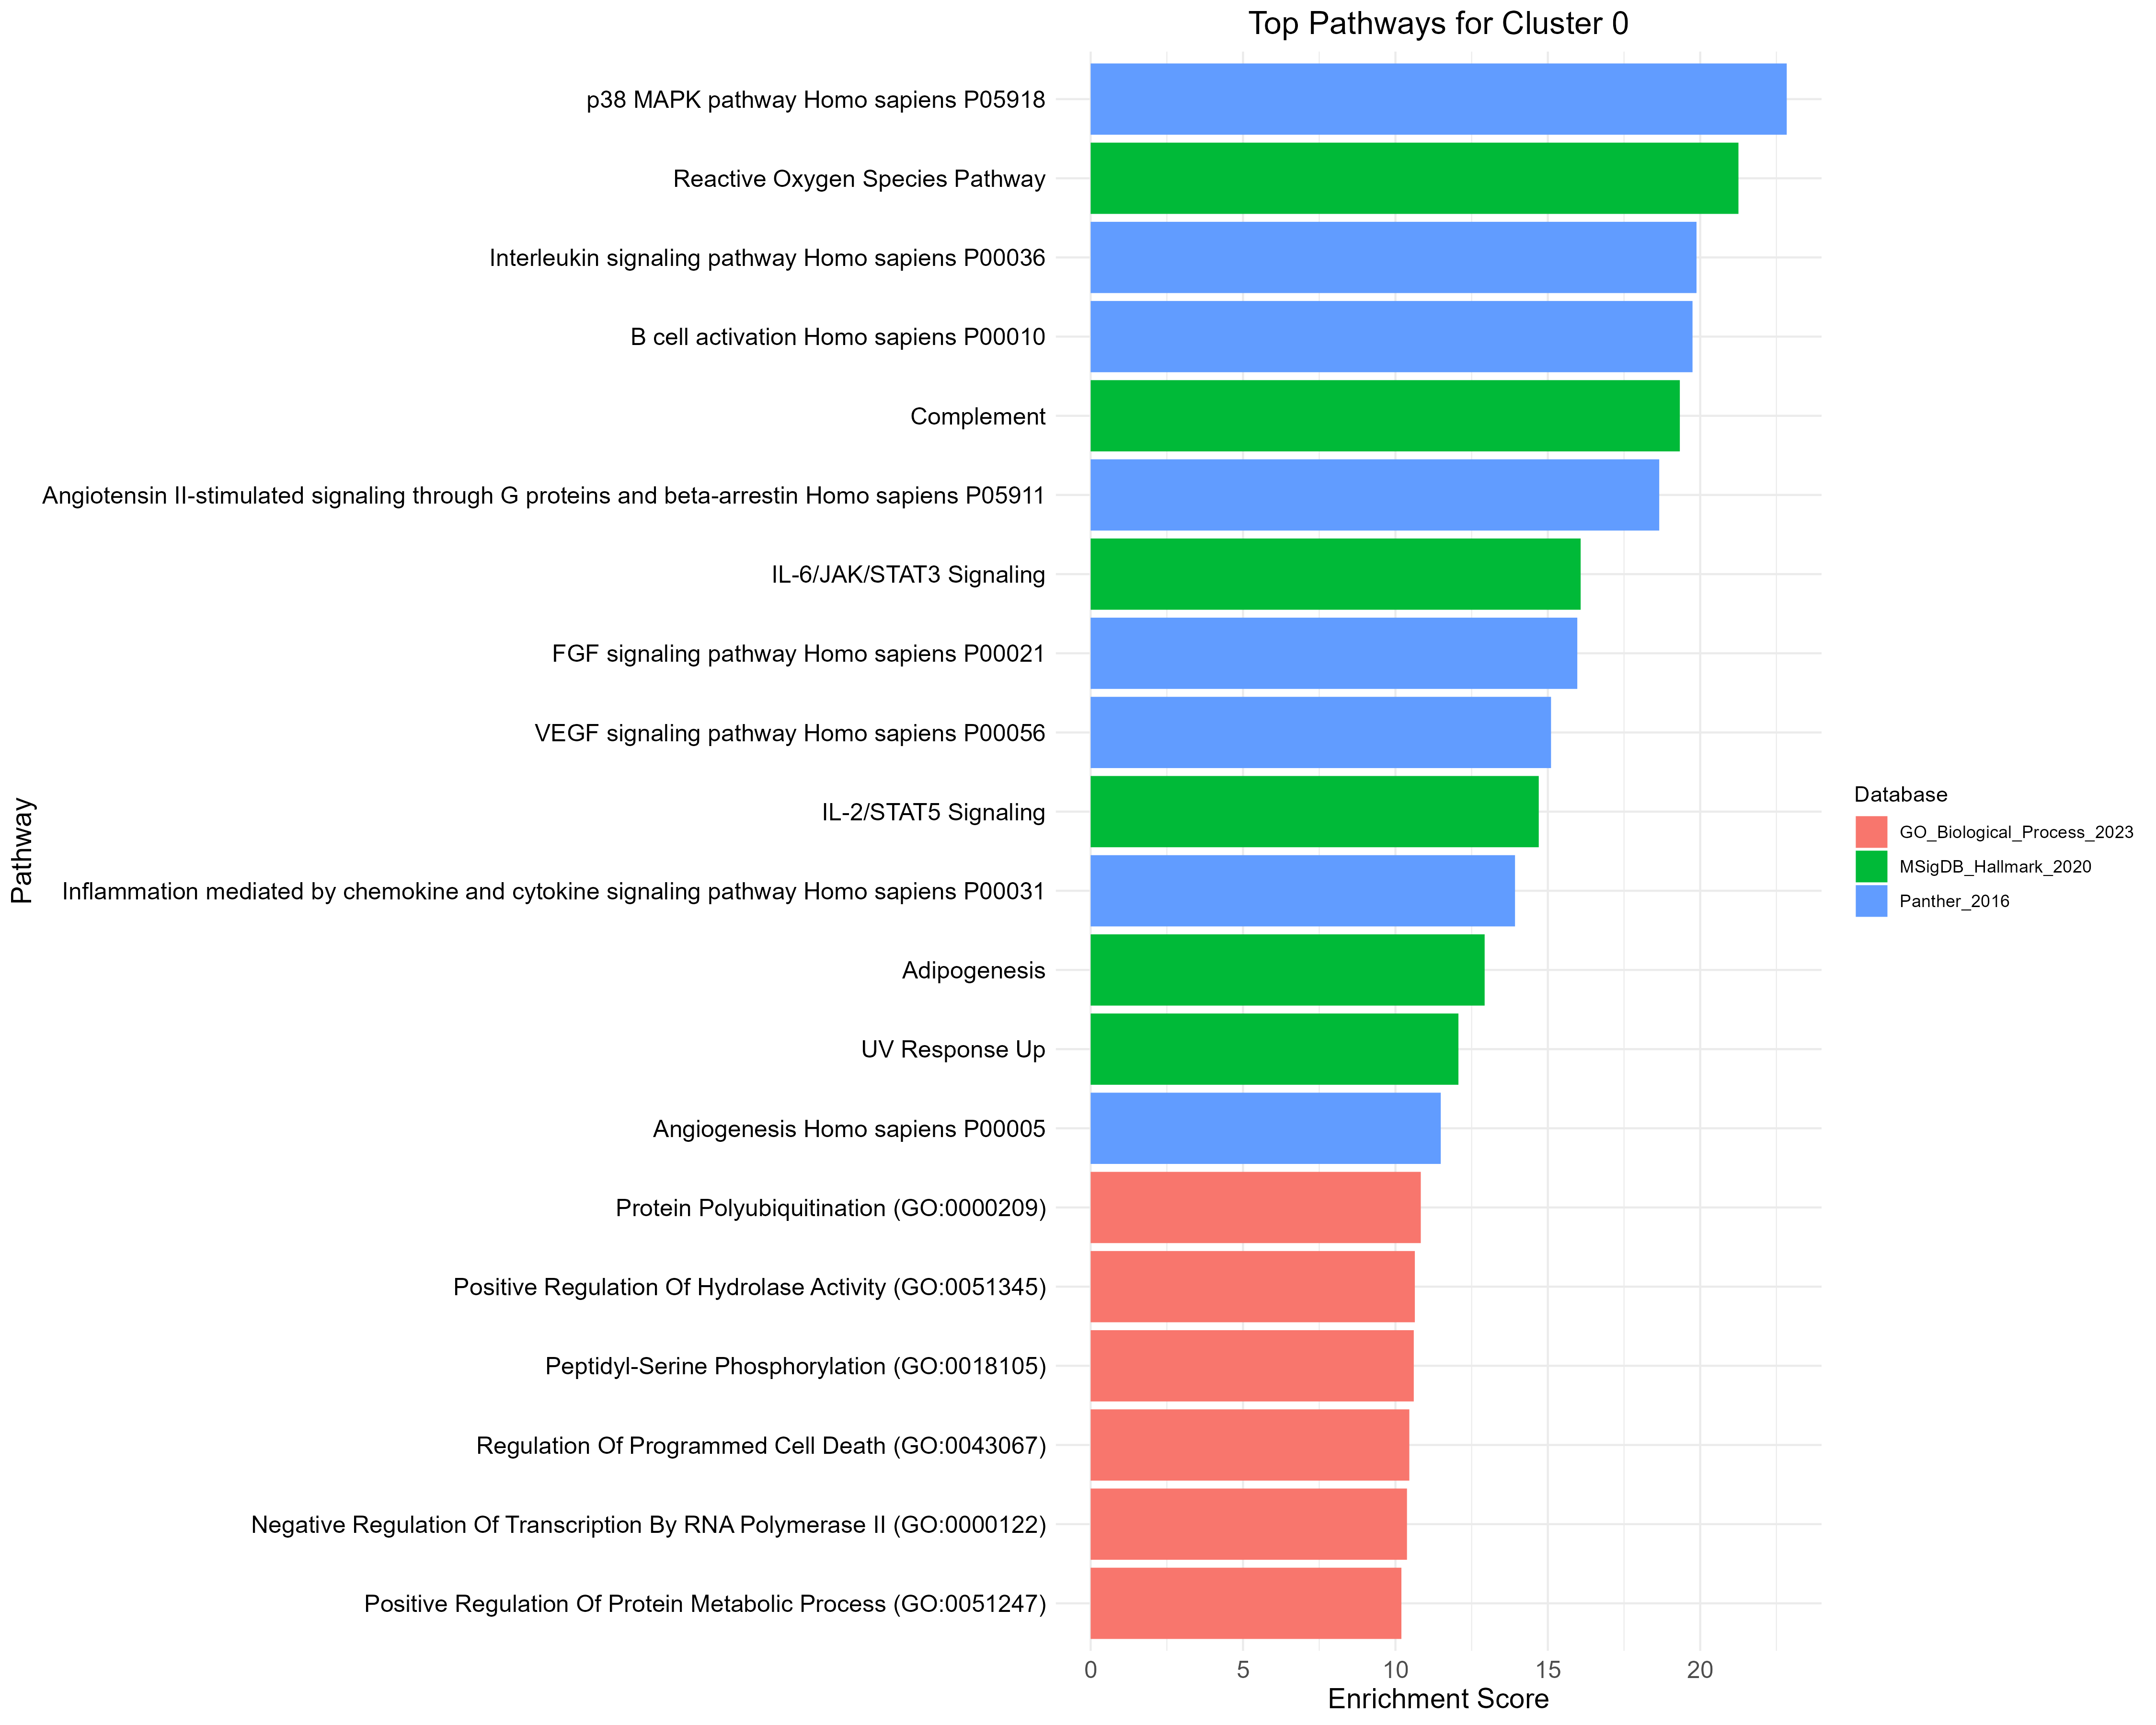 Top Pathways for Cluster 0
p38 MAPK pathway Homo sapiens P05918
Reactive Oxygen Species Pathway
Interleukin signaling pathway Homo sapiens P00036
B cell activation Homo sapiens P00010
Complement
Angiotensin II-stimulated signaling through G proteins and beta-arrestin Homo sapiens P05911
IL-6/JAK/STAT3 Signaling
FGF signaling pathway Homo sapiens P00021
VEGF signaling pathway Homo sapiens P00056
IL-2/STAT5 Signaling
Inflammation mediated by chemokine and cytokine signaling pathway Homo sapiens P00031
Adipogenesis
UV Response Up
Angiogenesis Homo sapiens P00005
Protein Polyubiquitination (GO:0000209)
Positive Regulation Of Hydrolase Activity (GO:0051345)
Peptidyl-Serine Phosphorylation (GO:0018105)
Regulation Of Programmed Cell Death (GO:0043067)
Negative Regulation Of Transcription By RNA Polymerase II (GO:0000122)
Positive Regulation Of Protein Metabolic Process (GO:0051247)
Pathway
0 5 10 15 20
Enrichment Score
Database
GO_Biological_Process_2023
MSigDB_Hallmark_2020
Panther_2016